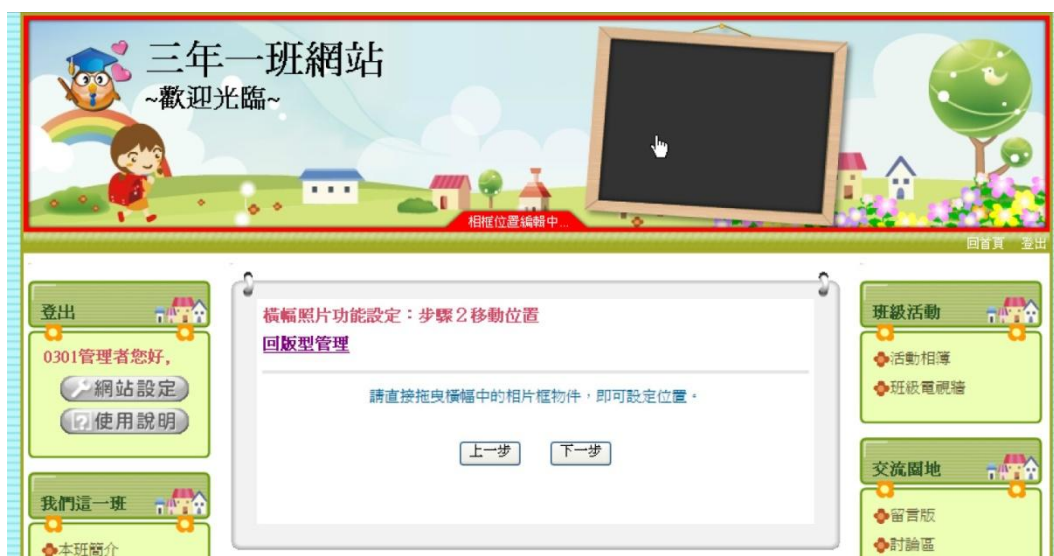 三年一班網站
~歡迎光臨~
相框位置編輯中...
回首頁 登出
登出
0301管理者您好,
網站設定
使用說明
我們這一班
本班簡介
橫幅照片功能設定：步驟２移動位置
回版型管理
請直接拖曳橫幅中的相片框物件，即可設定位置。
上一步 下一步
班級活動
活動相簿
班級電視牆
交流園地
留言版
討論區